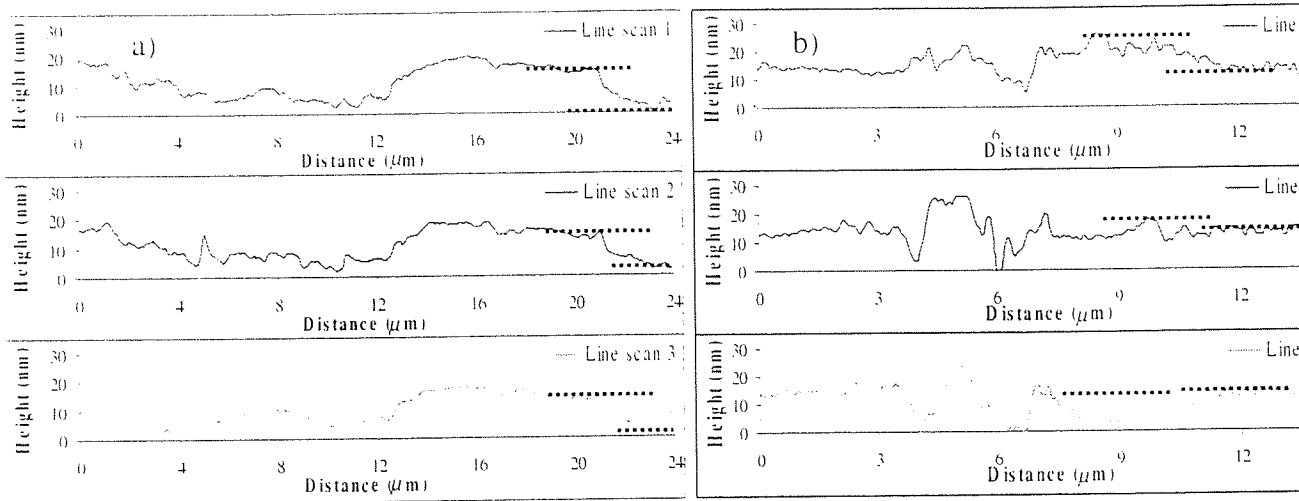 a)
Line scan 1
Height (nm)
30
20
10
0
0 4 8 12 16 20 24
Distance (µm)
Line scan 2
Height (nm)
30
20
10
0
0 4 8 12 16 20 24
Distance (µm)
Line scan 3
Height (nm)
30
20
10
0
0 4 8 12 16 20 24
Distance (µm)
b)
Line
Height (nm)
30
20
10
0
0 3 6 9 12
Distance (µm)
Line
Height (nm)
30
20
10
0
0 3 6 9 12
Distance (µm)
Line
Height (nm)
30
20
10
0
0 3 6 9 12
Distance (µm)